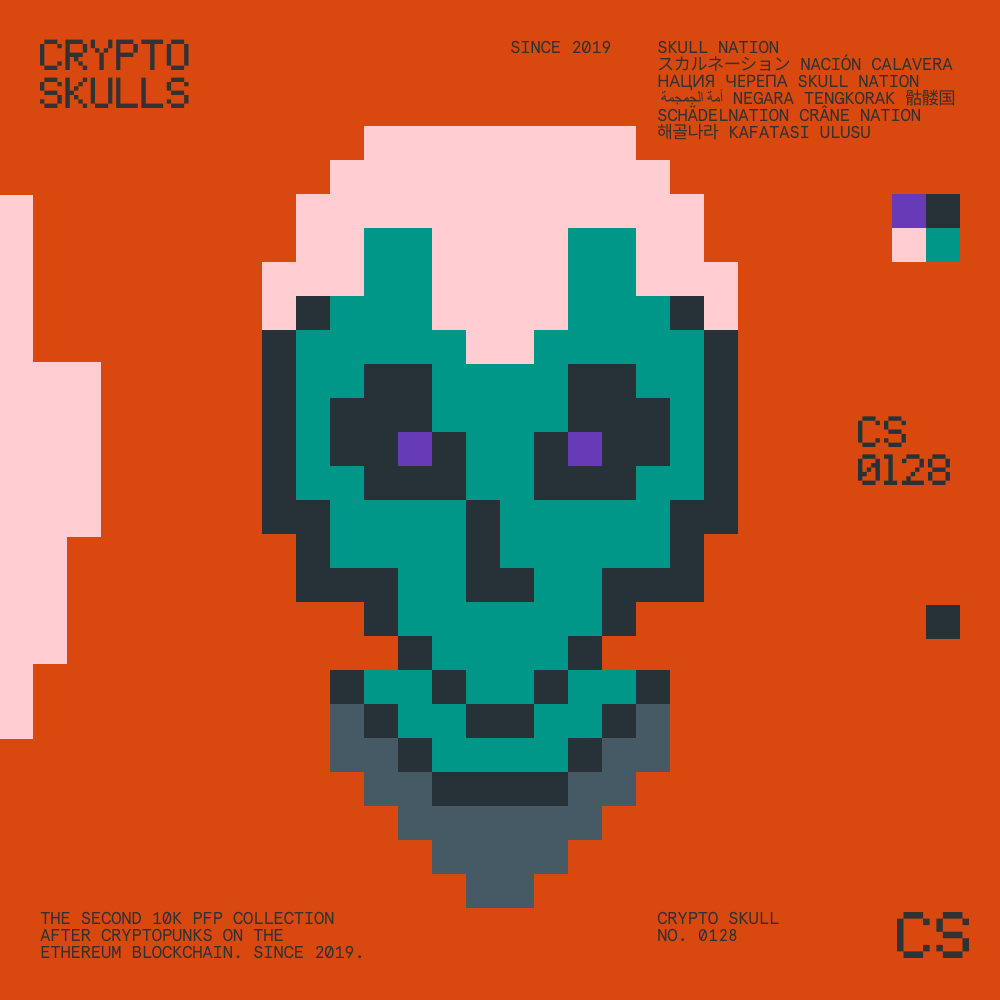 CRYPTO
SKULLS
SINCE 2019
SKULL NATION
スカルネーション NACIÓN CALAVERA
НАЦИЯ ЧЕРЕПА SKULL NATION
أمة الجمجمة NEGARA TENGKORAK 骷髅国
SCHÄDELNATION CRÂNE NATION
해골나라 KAFATASI ULUSU
CS
0128
THE SECOND 10K PFP COLLECTION
AFTER CRYPTOPUNKS ON THE
ETHEREUM BLOCKCHAIN. SINCE 2019.
CRYPTO SKULL
NO. 0128
CS